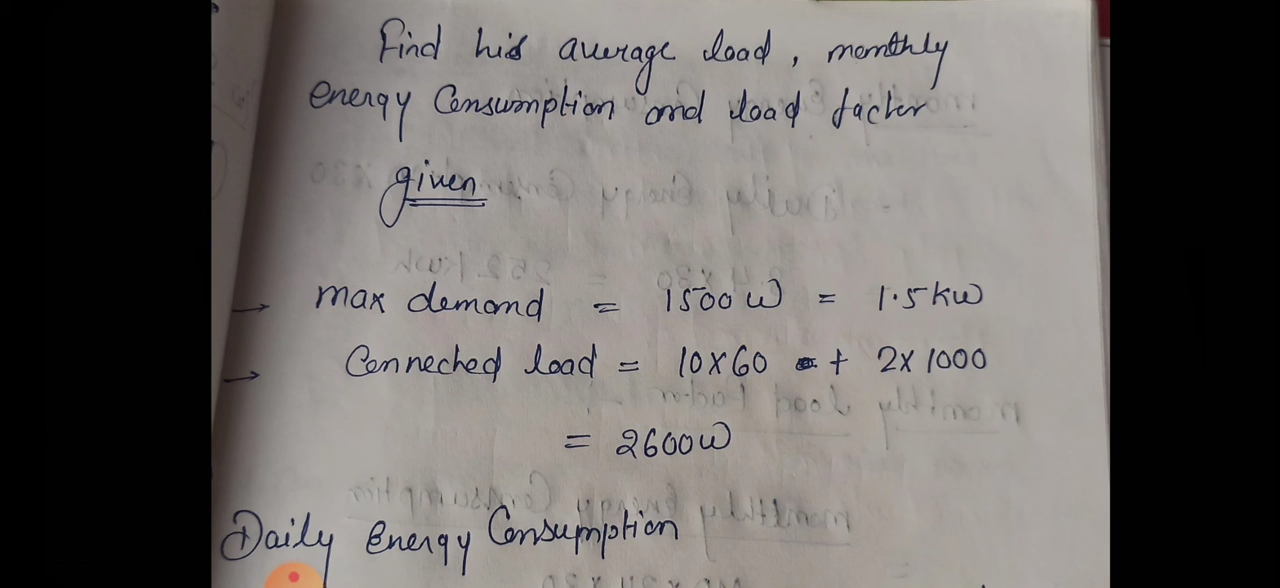 Find his average load, monthly
energy Consumption and load factor
given
→ max demand = 1500 W = 1.5 kw
→ Connected load = 10 x 60 + 2 x 1000
= 2600 W
Daily Energy Consumption